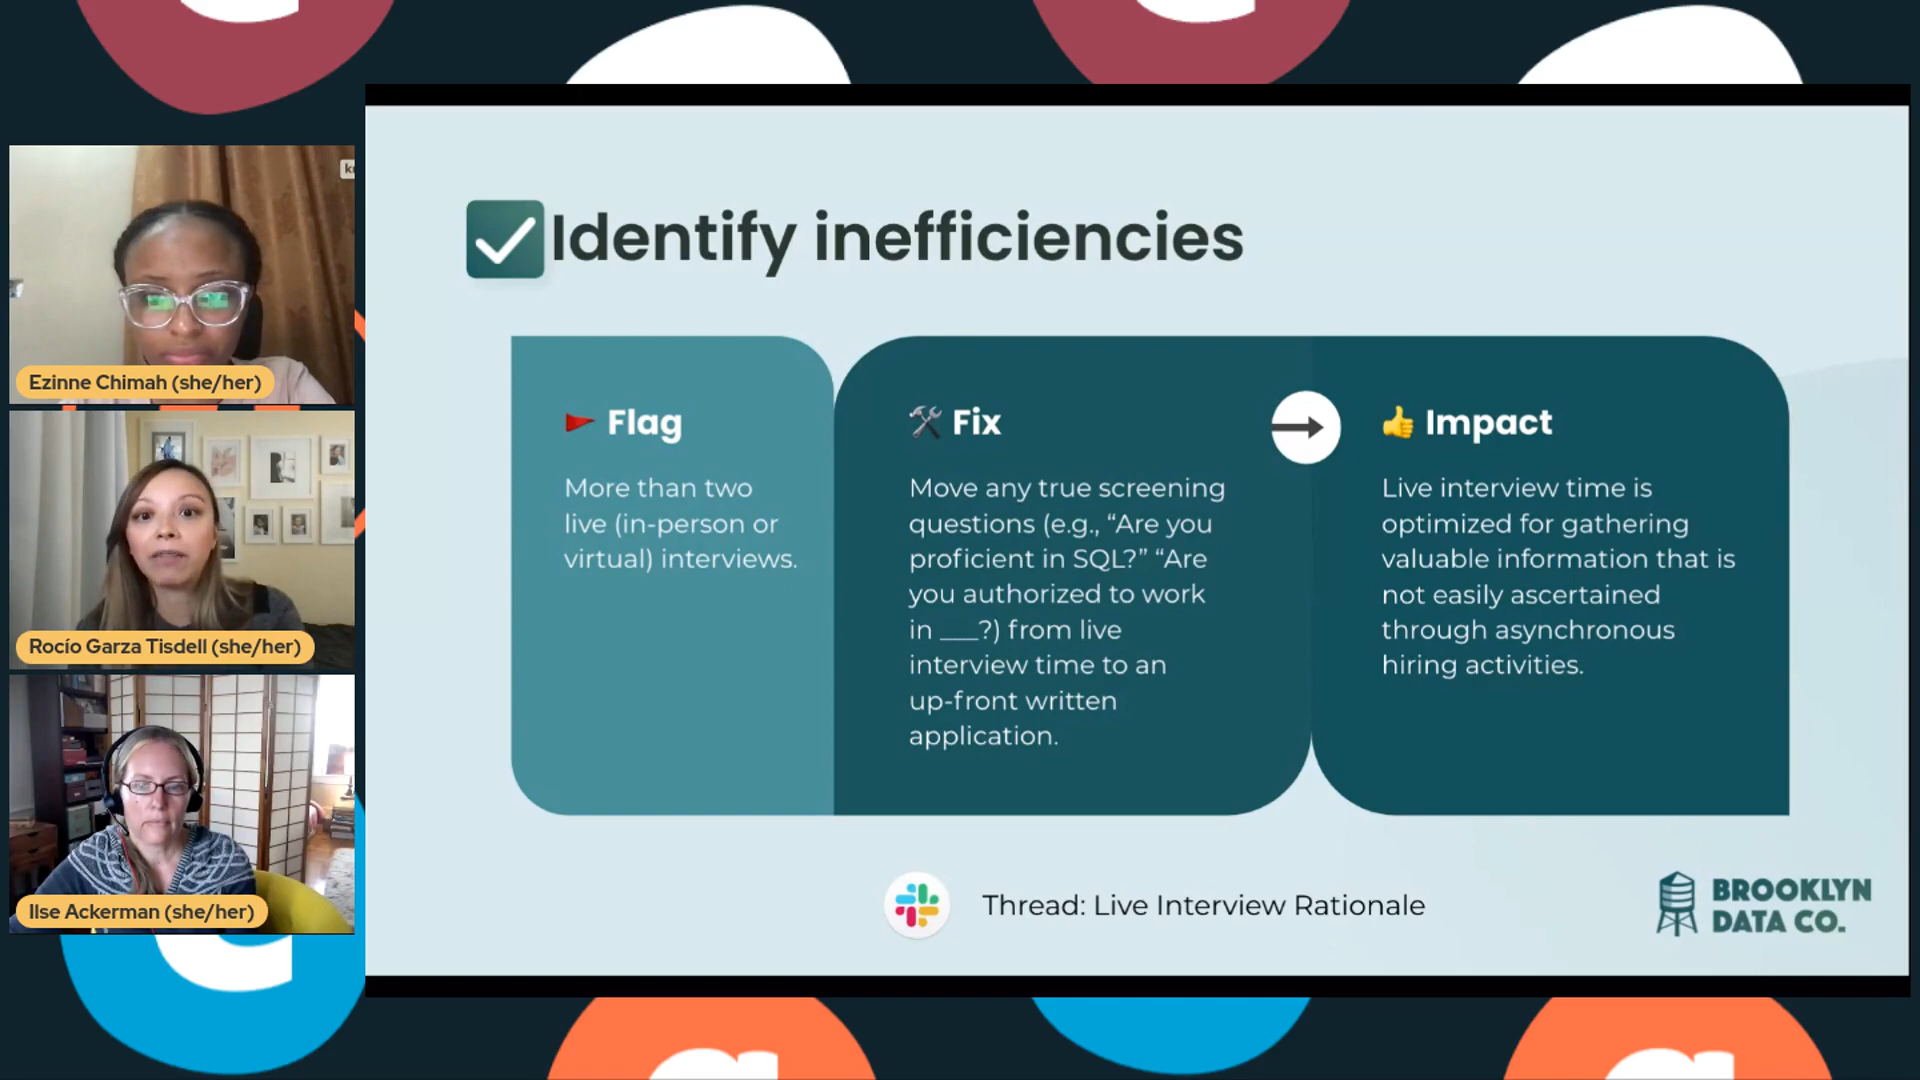 Identify inefficiencies
Flag
More than two
live (in-person or
virtual) interviews.
Fix
Move any true screening
questions (e.g., “Are you
proficient in SQL?” “Are
you authorized to work
in ___?) from live
interview time to an
up-front written
application.
Impact
Live interview time is
optimized for gathering
valuable information that is
not easily ascertained
through asynchronous
hiring activities.
Thread: Live Interview Rationale
BROOKLYN
DATA CO.
Ezinne Chimah (she/her)
Rocío Garza Tisdell (she/her)
Ilse Ackerman (she/her)